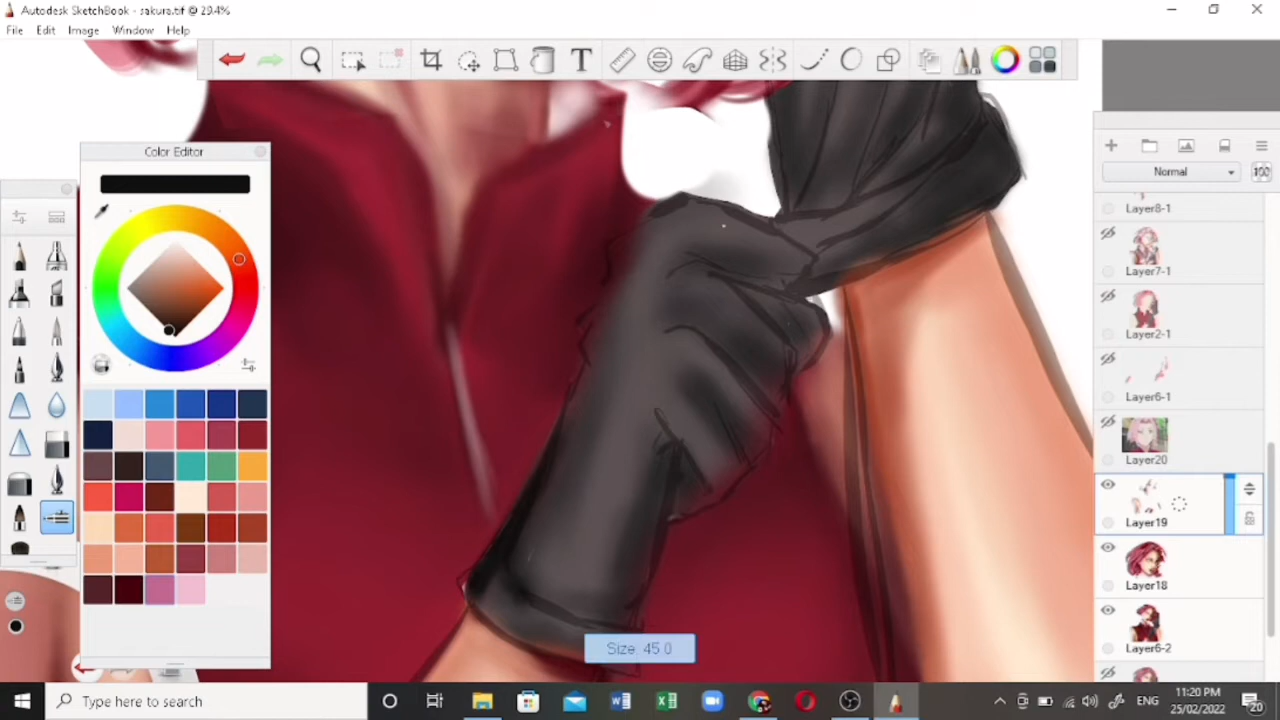 Autodesk SketchBook - sakura.tif @ 29.4%
File Edit Image Window Help
T
Color Editor
Normal
100
Layer8-1
Layer7-1
Layer2-1
Layer6-1
Layer20
Layer19
Layer18
Layer6-2
Size 45.0
Type here to search
ENG
11:20 PM
25/02/2022
20